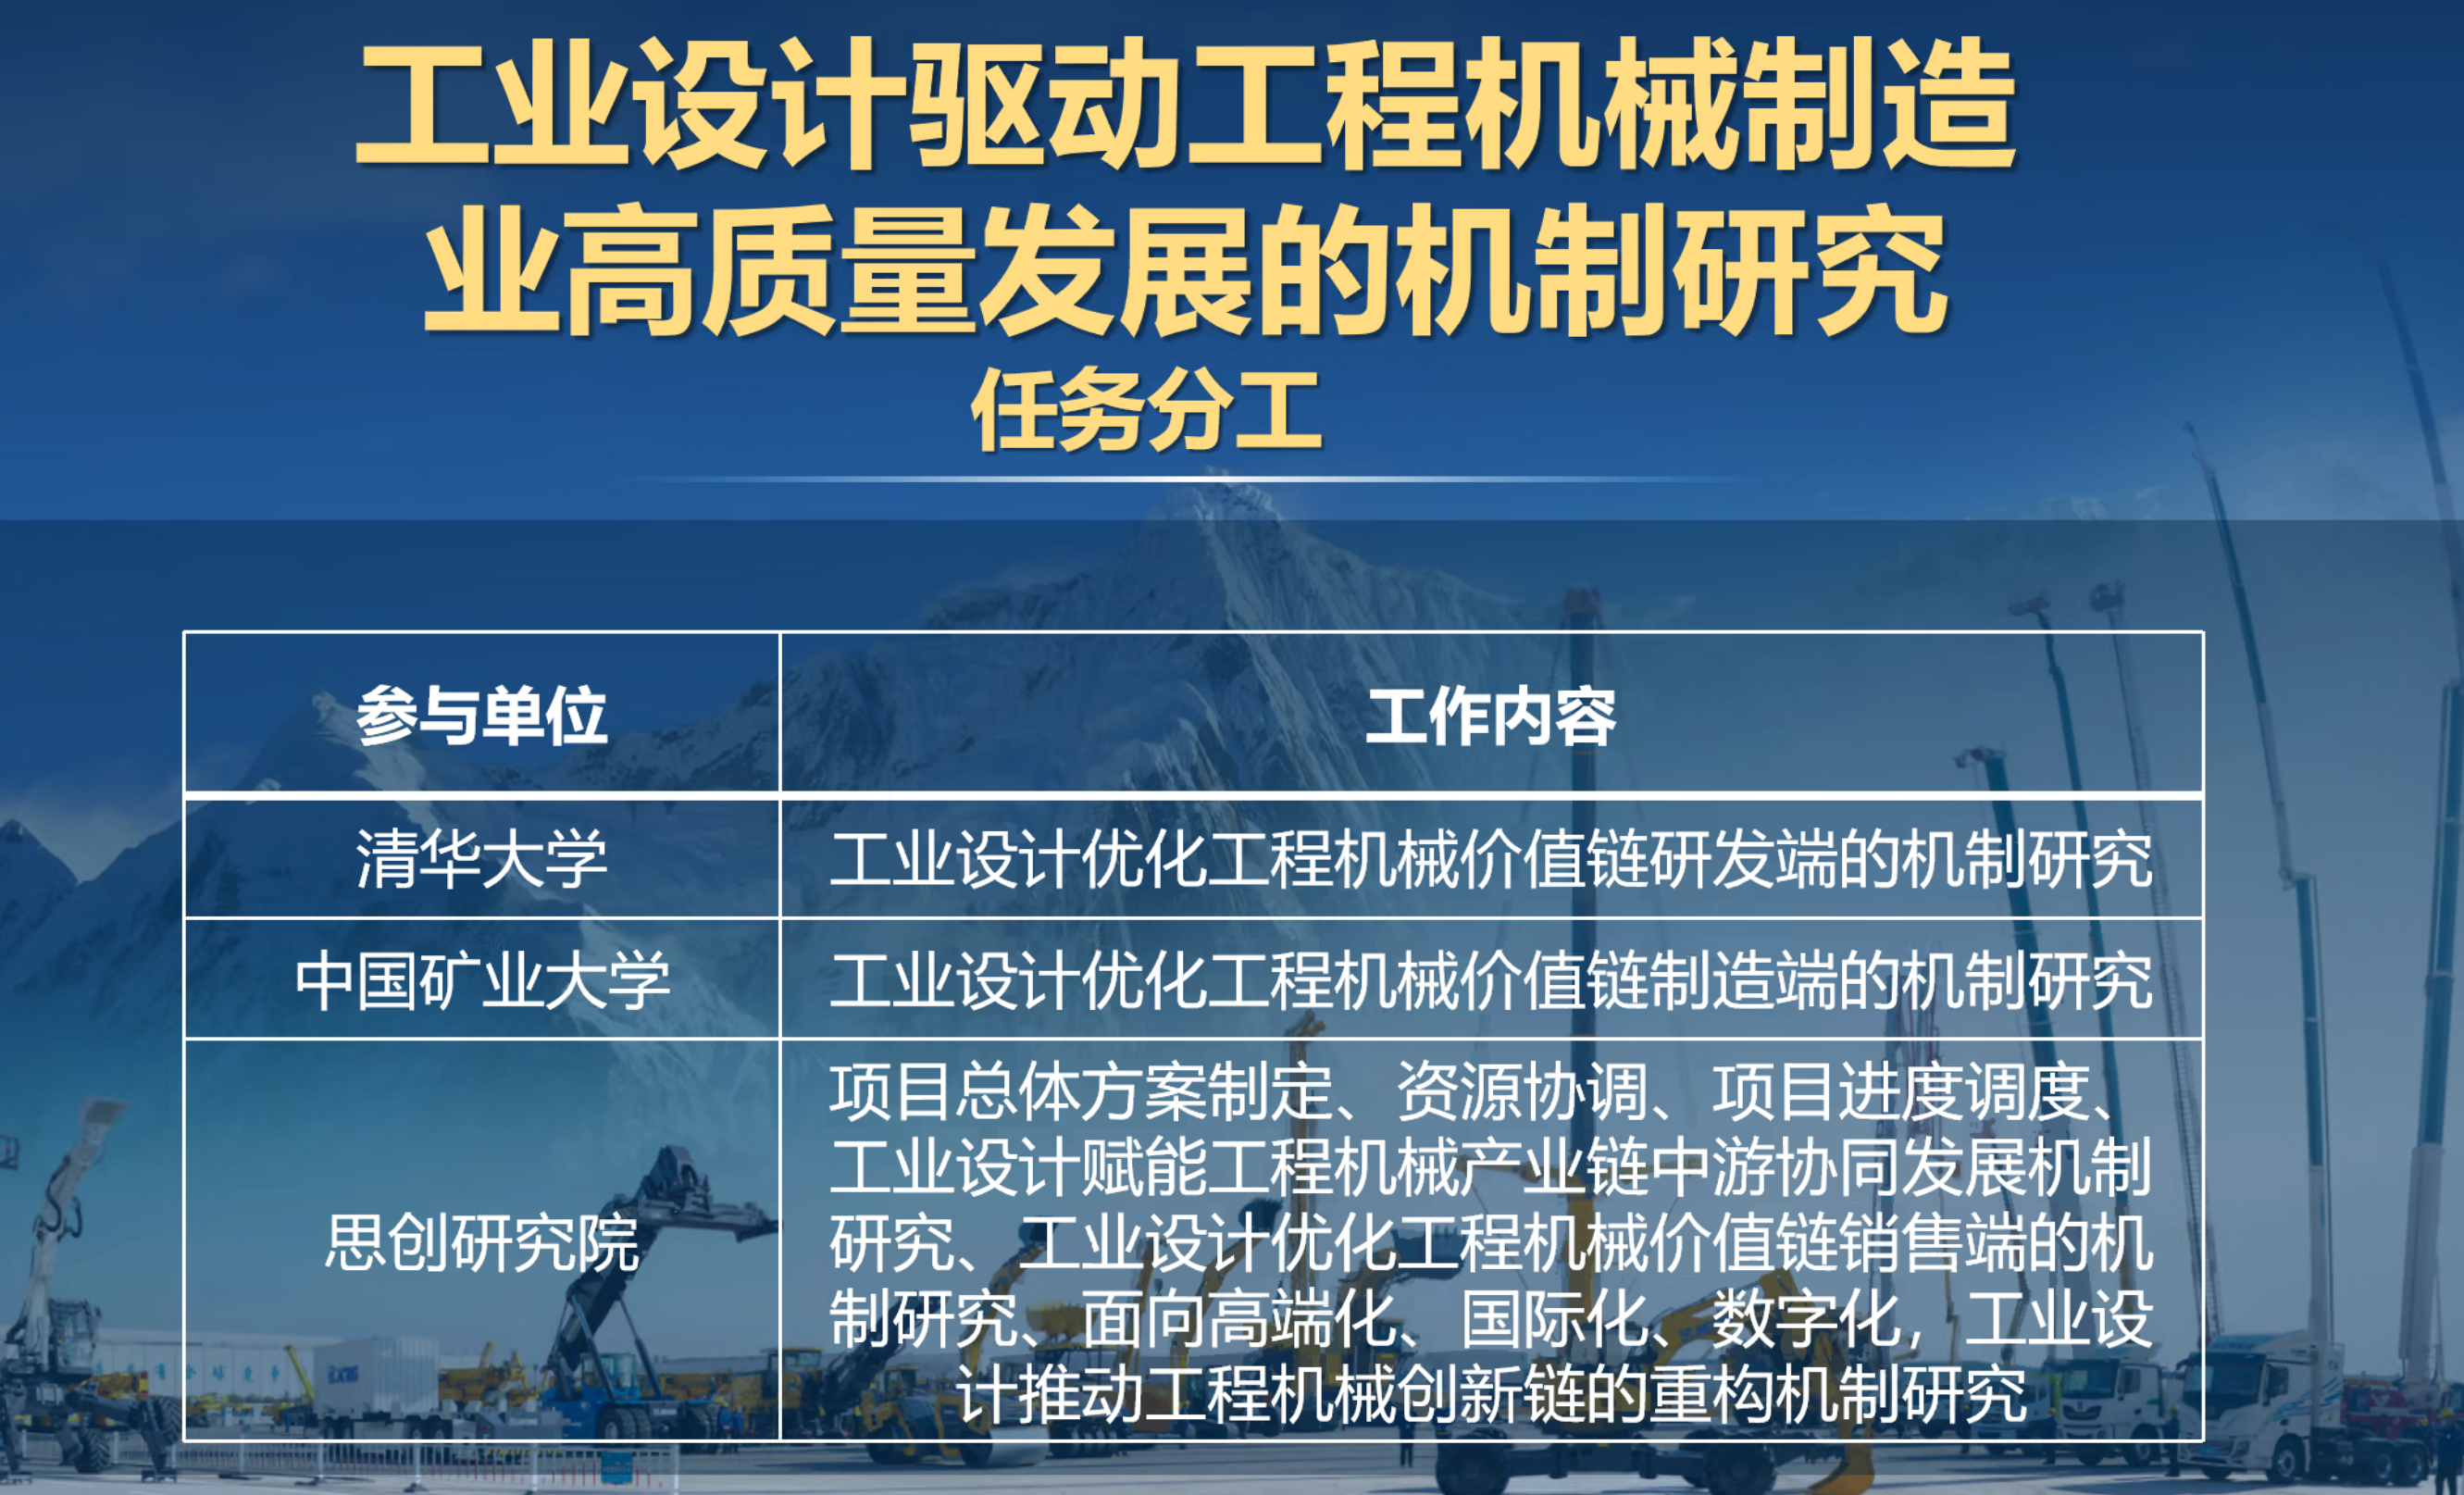 工业设计驱动工程机械制造
业高质量发展的机制研究
任务分工
参与单位
工作内容
清华大学
工业设计优化工程机械价值链研发端的机制研究
中国矿业大学
工业设计优化工程机械价值链制造端的机制研究
思创研究院
项目总体方案制定、资源协调、项目进度调度、
工业设计赋能工程机械产业链中游协同发展机制
研究、工业设计优化工程机械价值链销售端的机
制研究、面向高端化、国际化、数字化，工业设
计推动工程机械创新链的重构机制研究